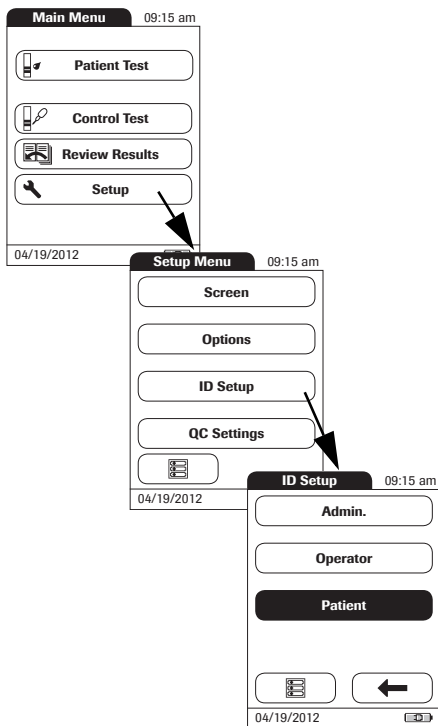 Main Menu 09:15 am
Patient Test
Control Test
Review Results
Setup
04/19/2012
Setup Menu 09:15 am
Screen
Options
ID Setup
QC Settings
04/19/2012
ID Setup 09:15 am
Admin.
Operator
Patient
04/19/2012